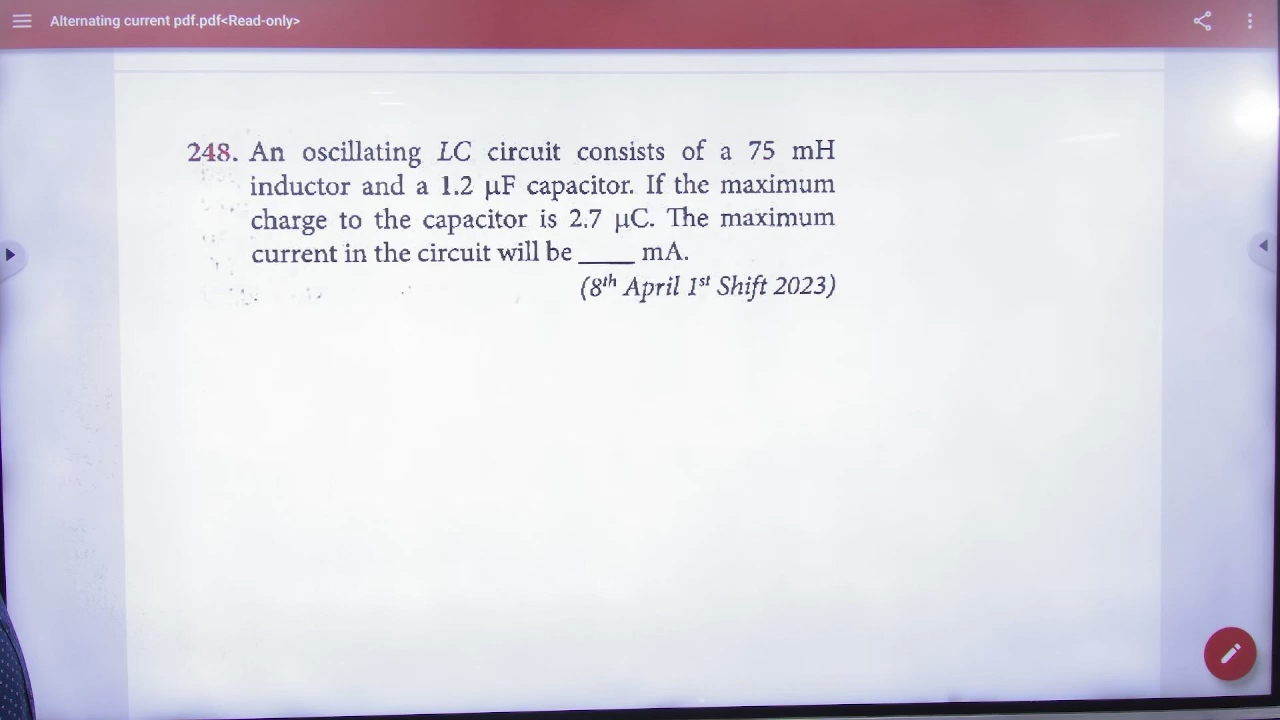 Alternating current pdf.pdf<Read-only>
248. An oscillating LC circuit consists of a 75 mH
inductor and a 1.2 μF capacitor. If the maximum
charge to the capacitor is 2.7 μC. The maximum
current in the circuit will be ____ mA.
(8th April 1st Shift 2023)